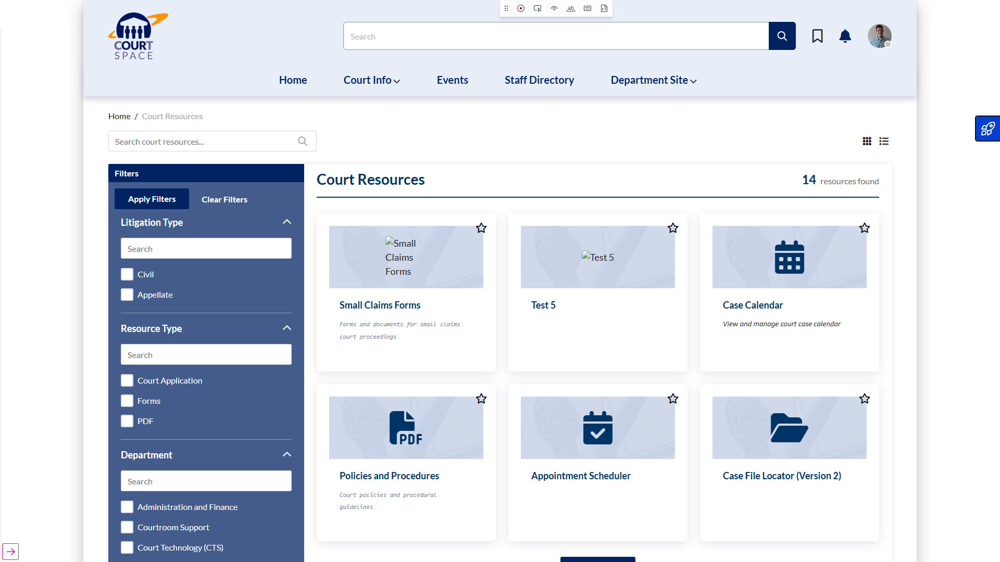 COURT
SPACE
Search
Home
Court Info
Events
Staff Directory
Department Site
Home / Court Resources
Search court resources...
Filters
Apply Filters
Clear Filters
Litigation Type
Search
Civil
Appellate
Resource Type
Search
Court Application
Forms
PDF
Department
Search
Administration and Finance
Courtroom Support
Court Technology (CTS)
Court Resources
14 resources found
Small
Claims
Forms
Small Claims Forms
Forms and documents for small claims
court proceedings
Test 5
Test 5
Case Calendar
View and manage court case calendar
PDF
Policies and Procedures
Court policies and procedural
guidelines
Appointment Scheduler
Case File Locator (Version 2)